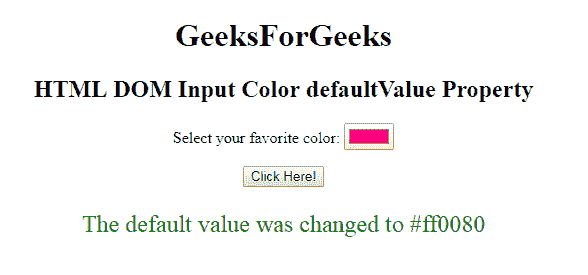 GeeksForGeeks
HTML DOM Input Color defaultValue Property
Select your favorite color:
Click Here!
The default value was changed to #ff0080